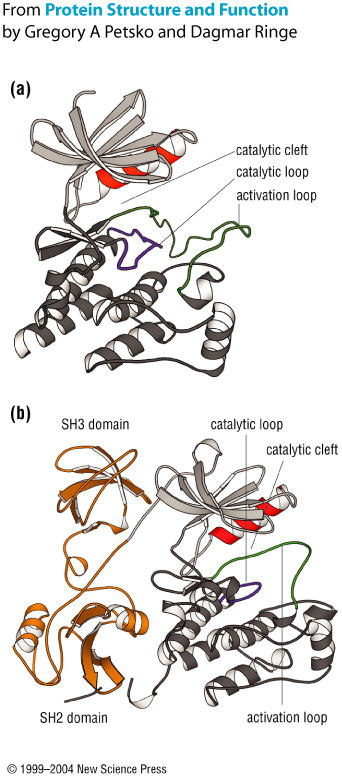 From Protein Structure and Function
by Gregory A Petsko and Dagmar Ringe
(a)
catalytic cleft
catalytic loop
activation loop
(b)
SH3 domain
catalytic loop
catalytic cleft
SH2 domain
activation loop
© 1999–2004 New Science Press